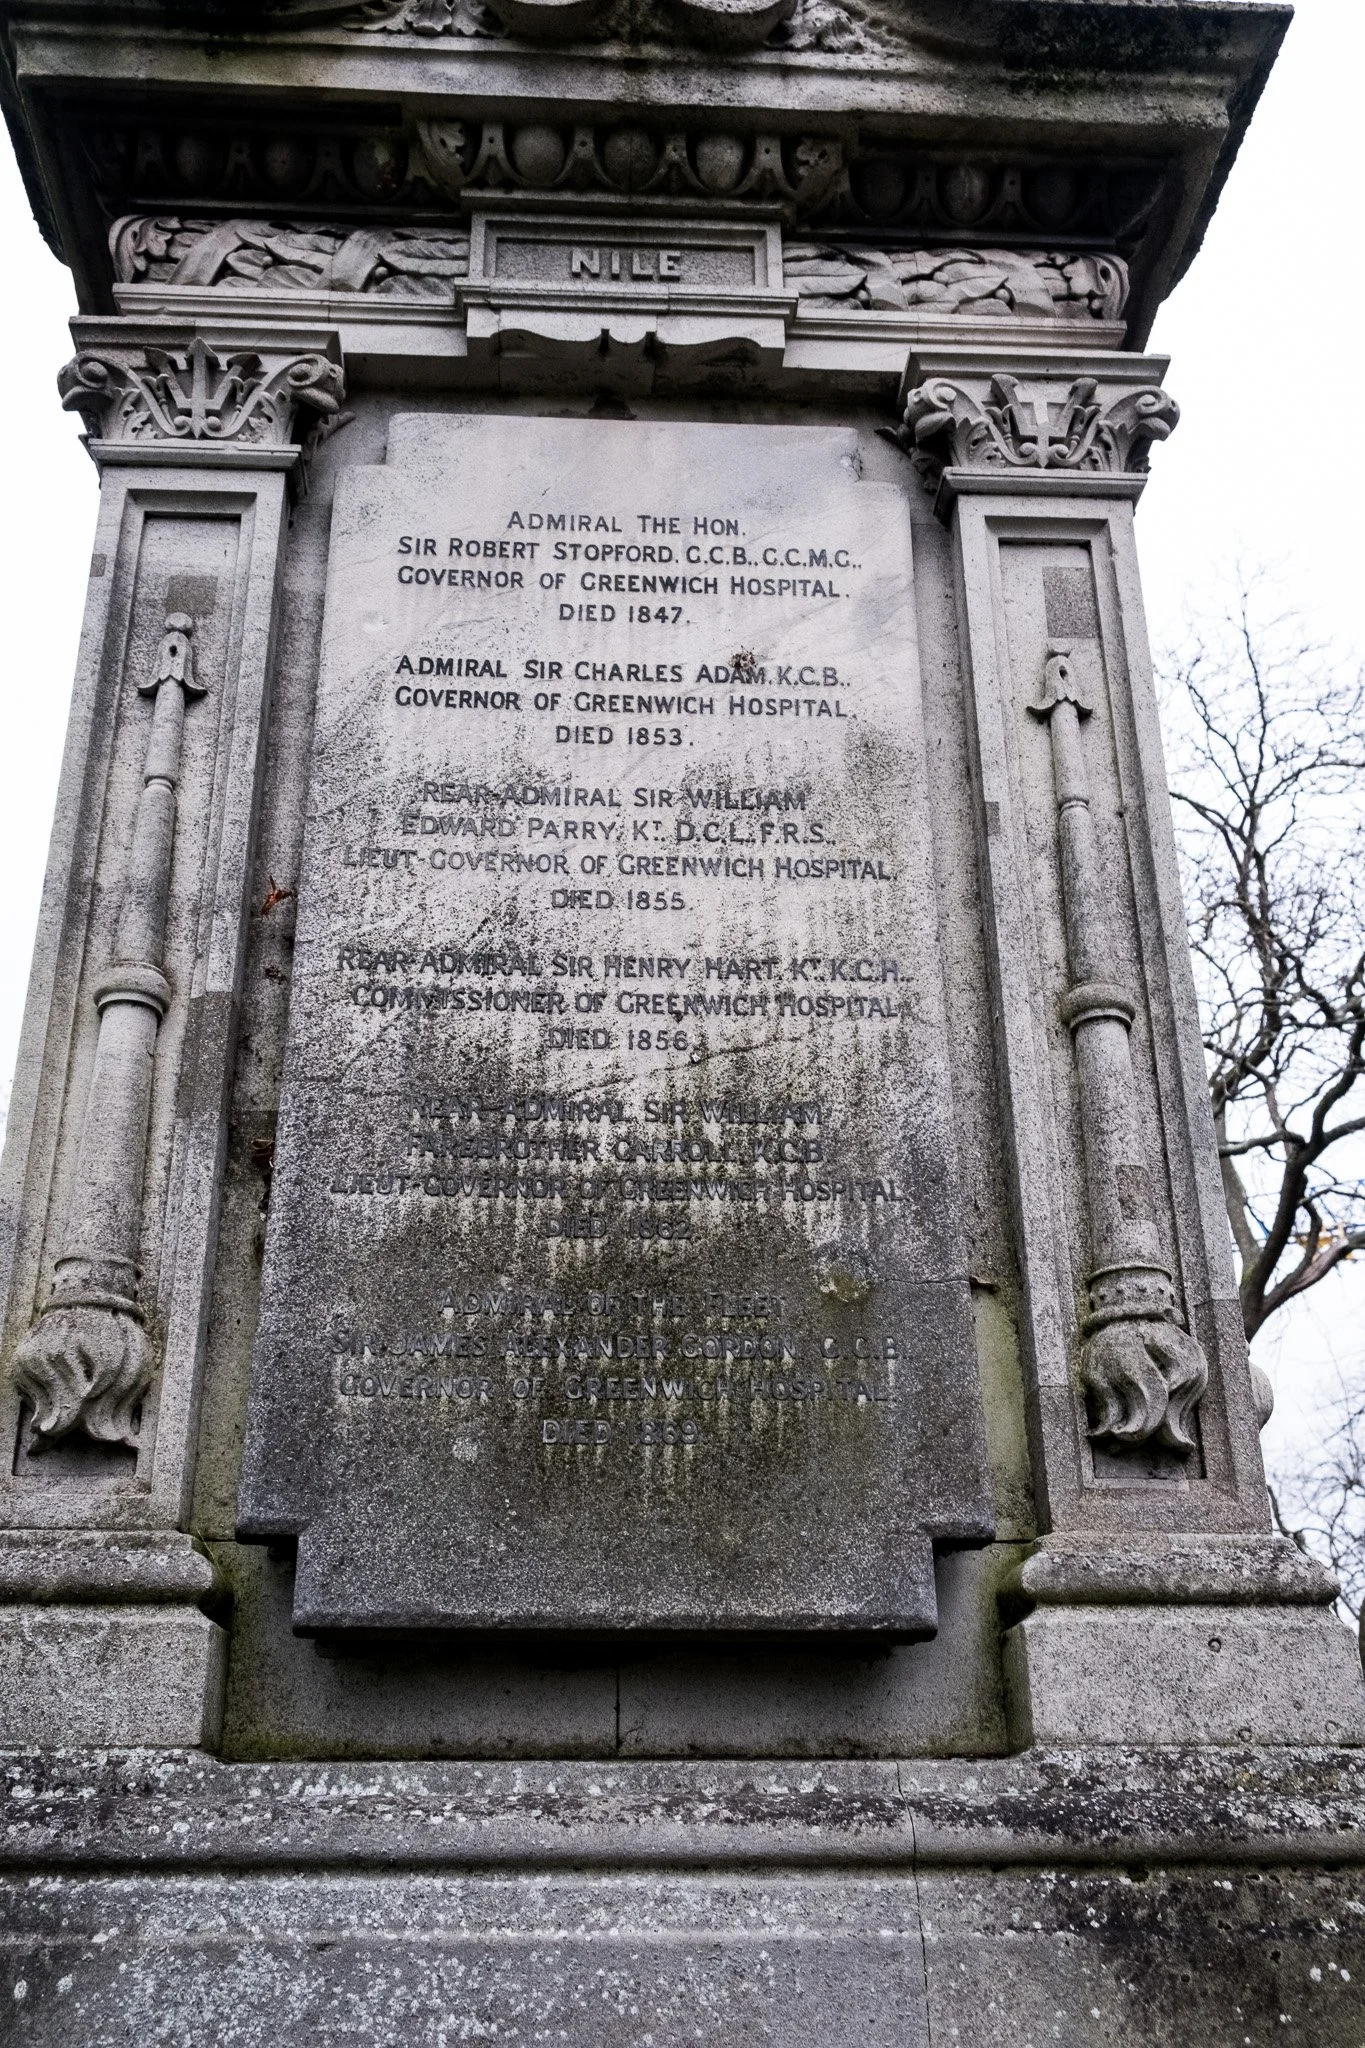 NILE
ADMIRAL THE HON.
SIR ROBERT STOPFORD. G.C.B., G.C.M.G.,
GOVERNOR OF GREENWICH HOSPITAL.
DIED 1847.
ADMIRAL SIR CHARLES ADAM. K.C.B.,
GOVERNOR OF GREENWICH HOSPITAL,
DIED 1853.
REAR-ADMIRAL SIR WILLIAM
EDWARD PARRY. KT. D.C.L., F.R.S.,
LIEUT-GOVERNOR OF GREENWICH HOSPITAL,
DIED 1855.
REAR-ADMIRAL SIR HENRY HART. KT. K.C.H.,
COMMISSIONER OF GREENWICH HOSPITAL,
DIED 1856.
REAR-ADMIRAL SIR WILLIAM
FAREBROTHER CARROLL. K.C.B.
LIEUT-GOVERNOR OF GREENWICH HOSPITAL,
DIED 1862.
ADMIRAL OF THE FLEET
SIR JAMES ALEXANDER GORDON. G.C.B.,
GOVERNOR OF GREENWICH HOSPITAL,
DIED 1869.